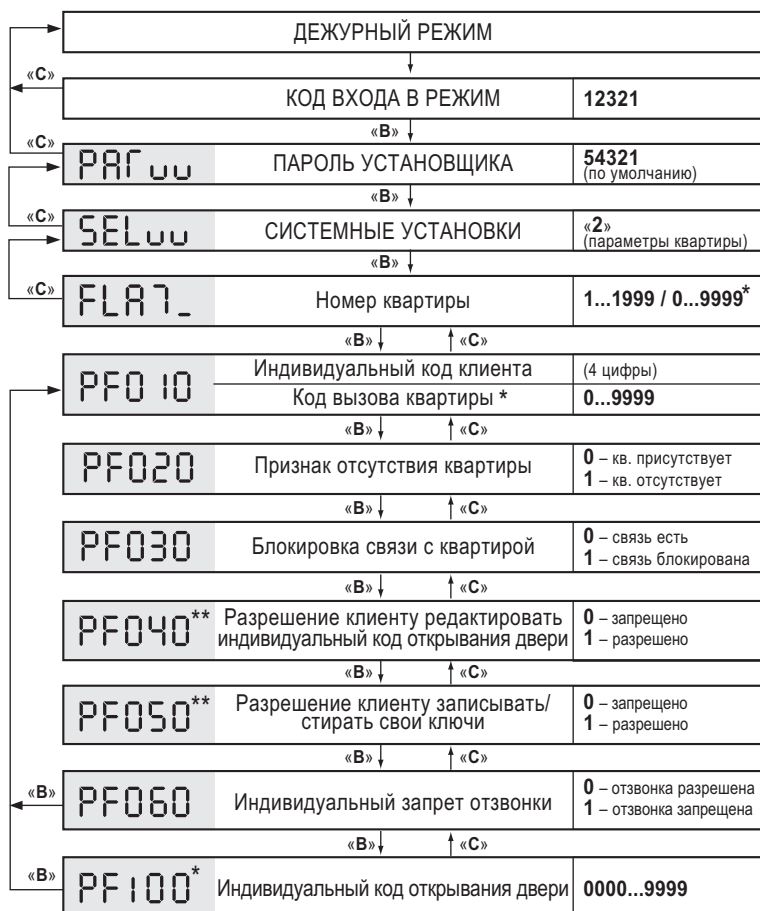 ДЕЖУРНЫЙ РЕЖИМ
«С»
КОД ВХОДА В РЕЖИМ
12321
«В»
«С»
PAГ
ПАРОЛЬ УСТАНОВЩИКА
54321
(по умолчанию)
«В»
«С»
SEL
СИСТЕМНЫЕ УСТАНОВКИ
«2»
(параметры квартиры)
«В»
«С»
FLAT_
Номер квартиры
1...1999 / 0...9999*
«В» «С»
PF010
Индивидуальный код клиента
(4 цифры)
Код вызова квартиры *
0...9999
«В» «С»
PF020
Признак отсутствия квартиры
0 – кв. присутствует
1 – кв. отсутствует
«В» «С»
PF030
Блокировка связи с квартирой
0 – связь есть
1 – связь блокирована
«В» «С»
PF040**
Разрешение клиенту редактировать
индивидуальный код открывания двери
0 – запрещено
1 – разрешено
«В» «С»
PF050**
Разрешение клиенту записывать/
стирать свои ключи
0 – запрещено
1 – разрешено
«В» «С»
«В»
PF060
Индивидуальный запрет отзвонки
0 – отзвонка разрешена
1 – отзвонка запрещена
«В» «С»
«В»
PF100*
Индивидуальный код открывания двери
0000...9999